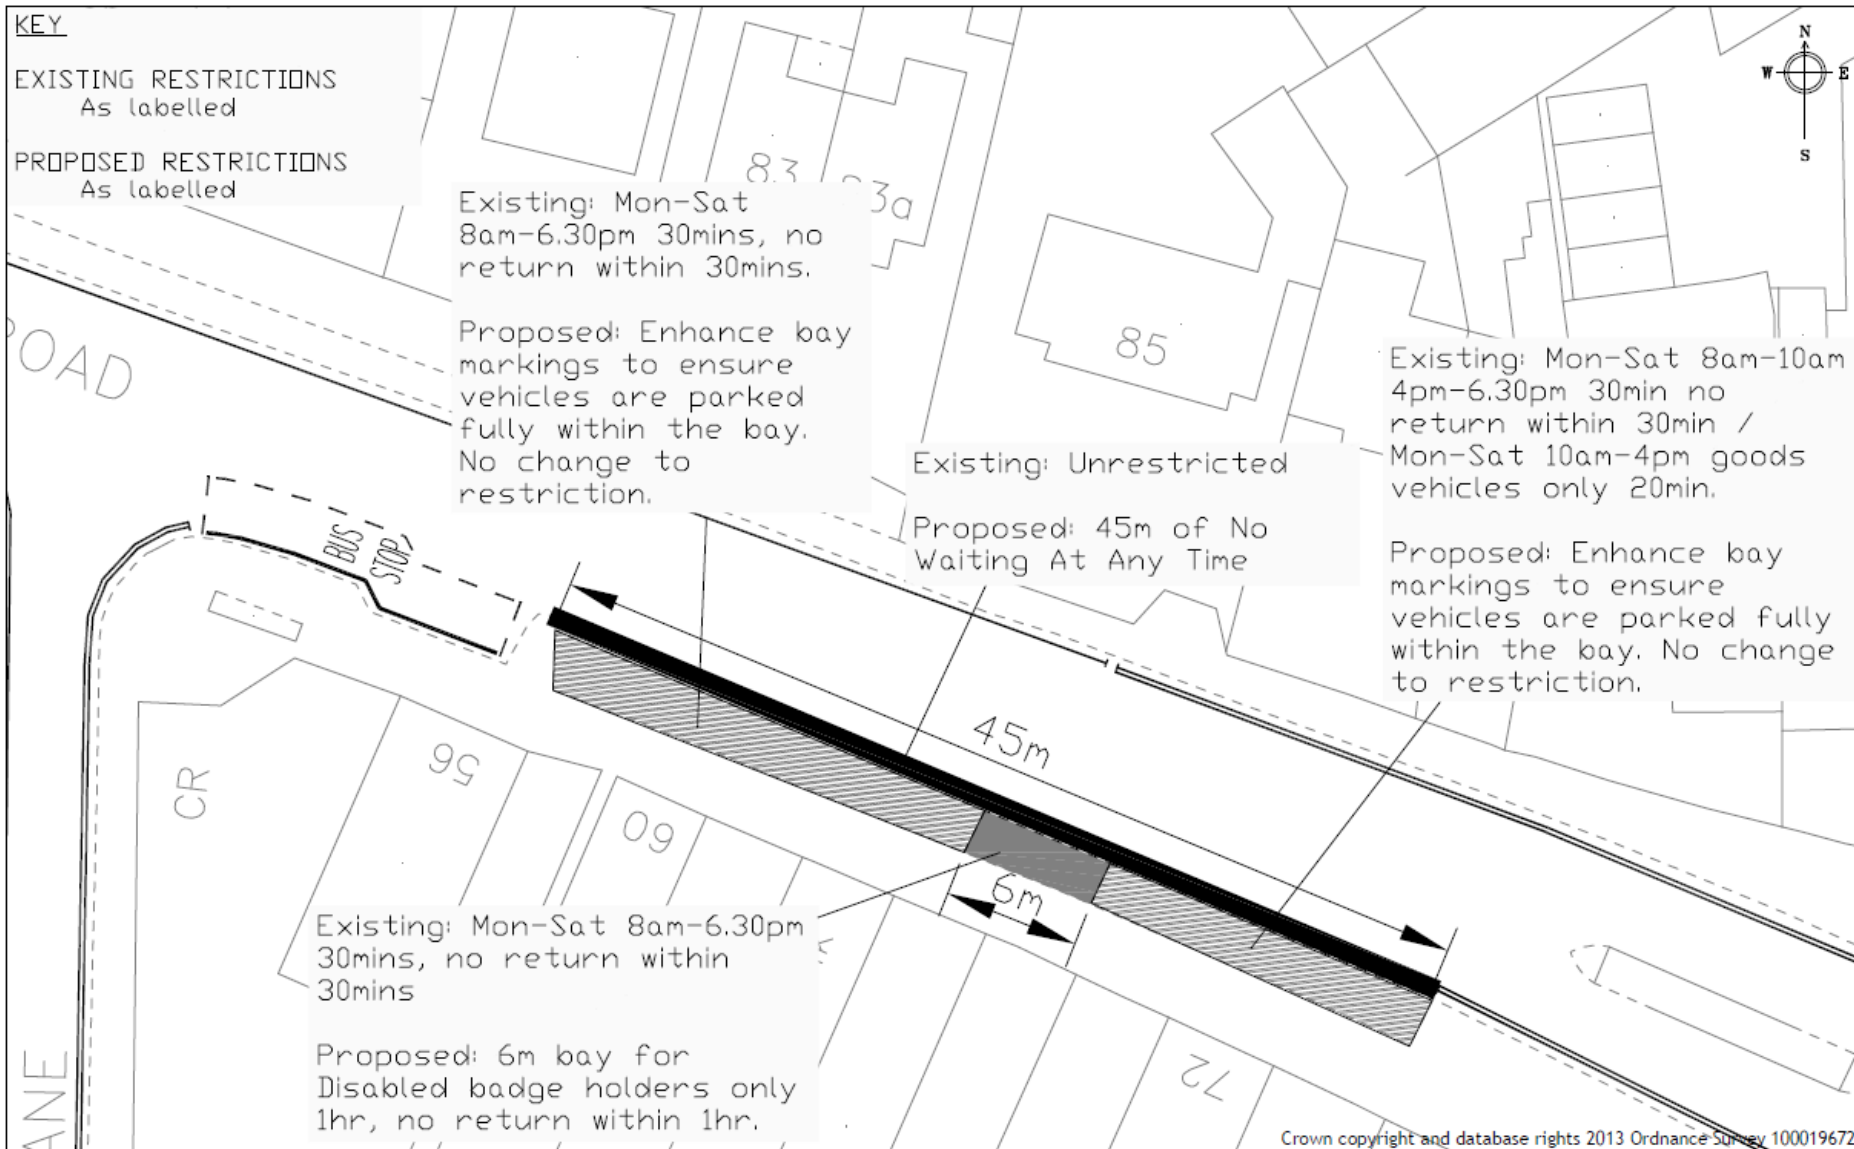 KEY
EXISTING RESTRICTIONS
As labelled
PROPOSED RESTRICTIONS
As labelled
N
W
E
S
83
3a
Existing: Mon-Sat
8am-6.30pm 30mins, no
return within 30mins.
Proposed: Enhance bay
markings to ensure
vehicles are parked
fully within the bay.
No change to
restriction.
85
Existing: Mon-Sat 8am-10am
4pm-6.30pm 30min no
return within 30min /
Mon-Sat 10am-4pm goods
vehicles only 20min.
Proposed: Enhance bay
markings to ensure
vehicles are parked fully
within the bay. No change
to restriction.
Existing: Unrestricted
Proposed: 45m of No
Waiting At Any Time
OAD
BUS
STOP
45m
6m
56
60
72
CR
ANE
Existing: Mon-Sat 8am-6.30pm
30mins, no return within
30mins
Proposed: 6m bay for
Disabled badge holders only
1hr, no return within 1hr.
Crown copyright and database rights 2013 Ordnance Survey 100019672